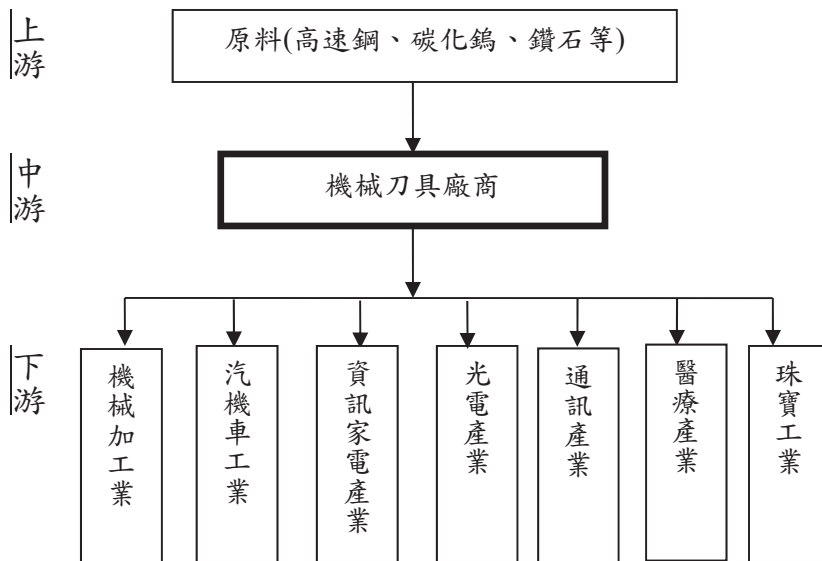 上游
原料(高速鋼、碳化鎢、鑽石等)
中游
機械刀具廠商
下游
機械加工業
汽機車工業
資訊家電產業
光電產業
通訊產業
醫療產業
珠寶工業